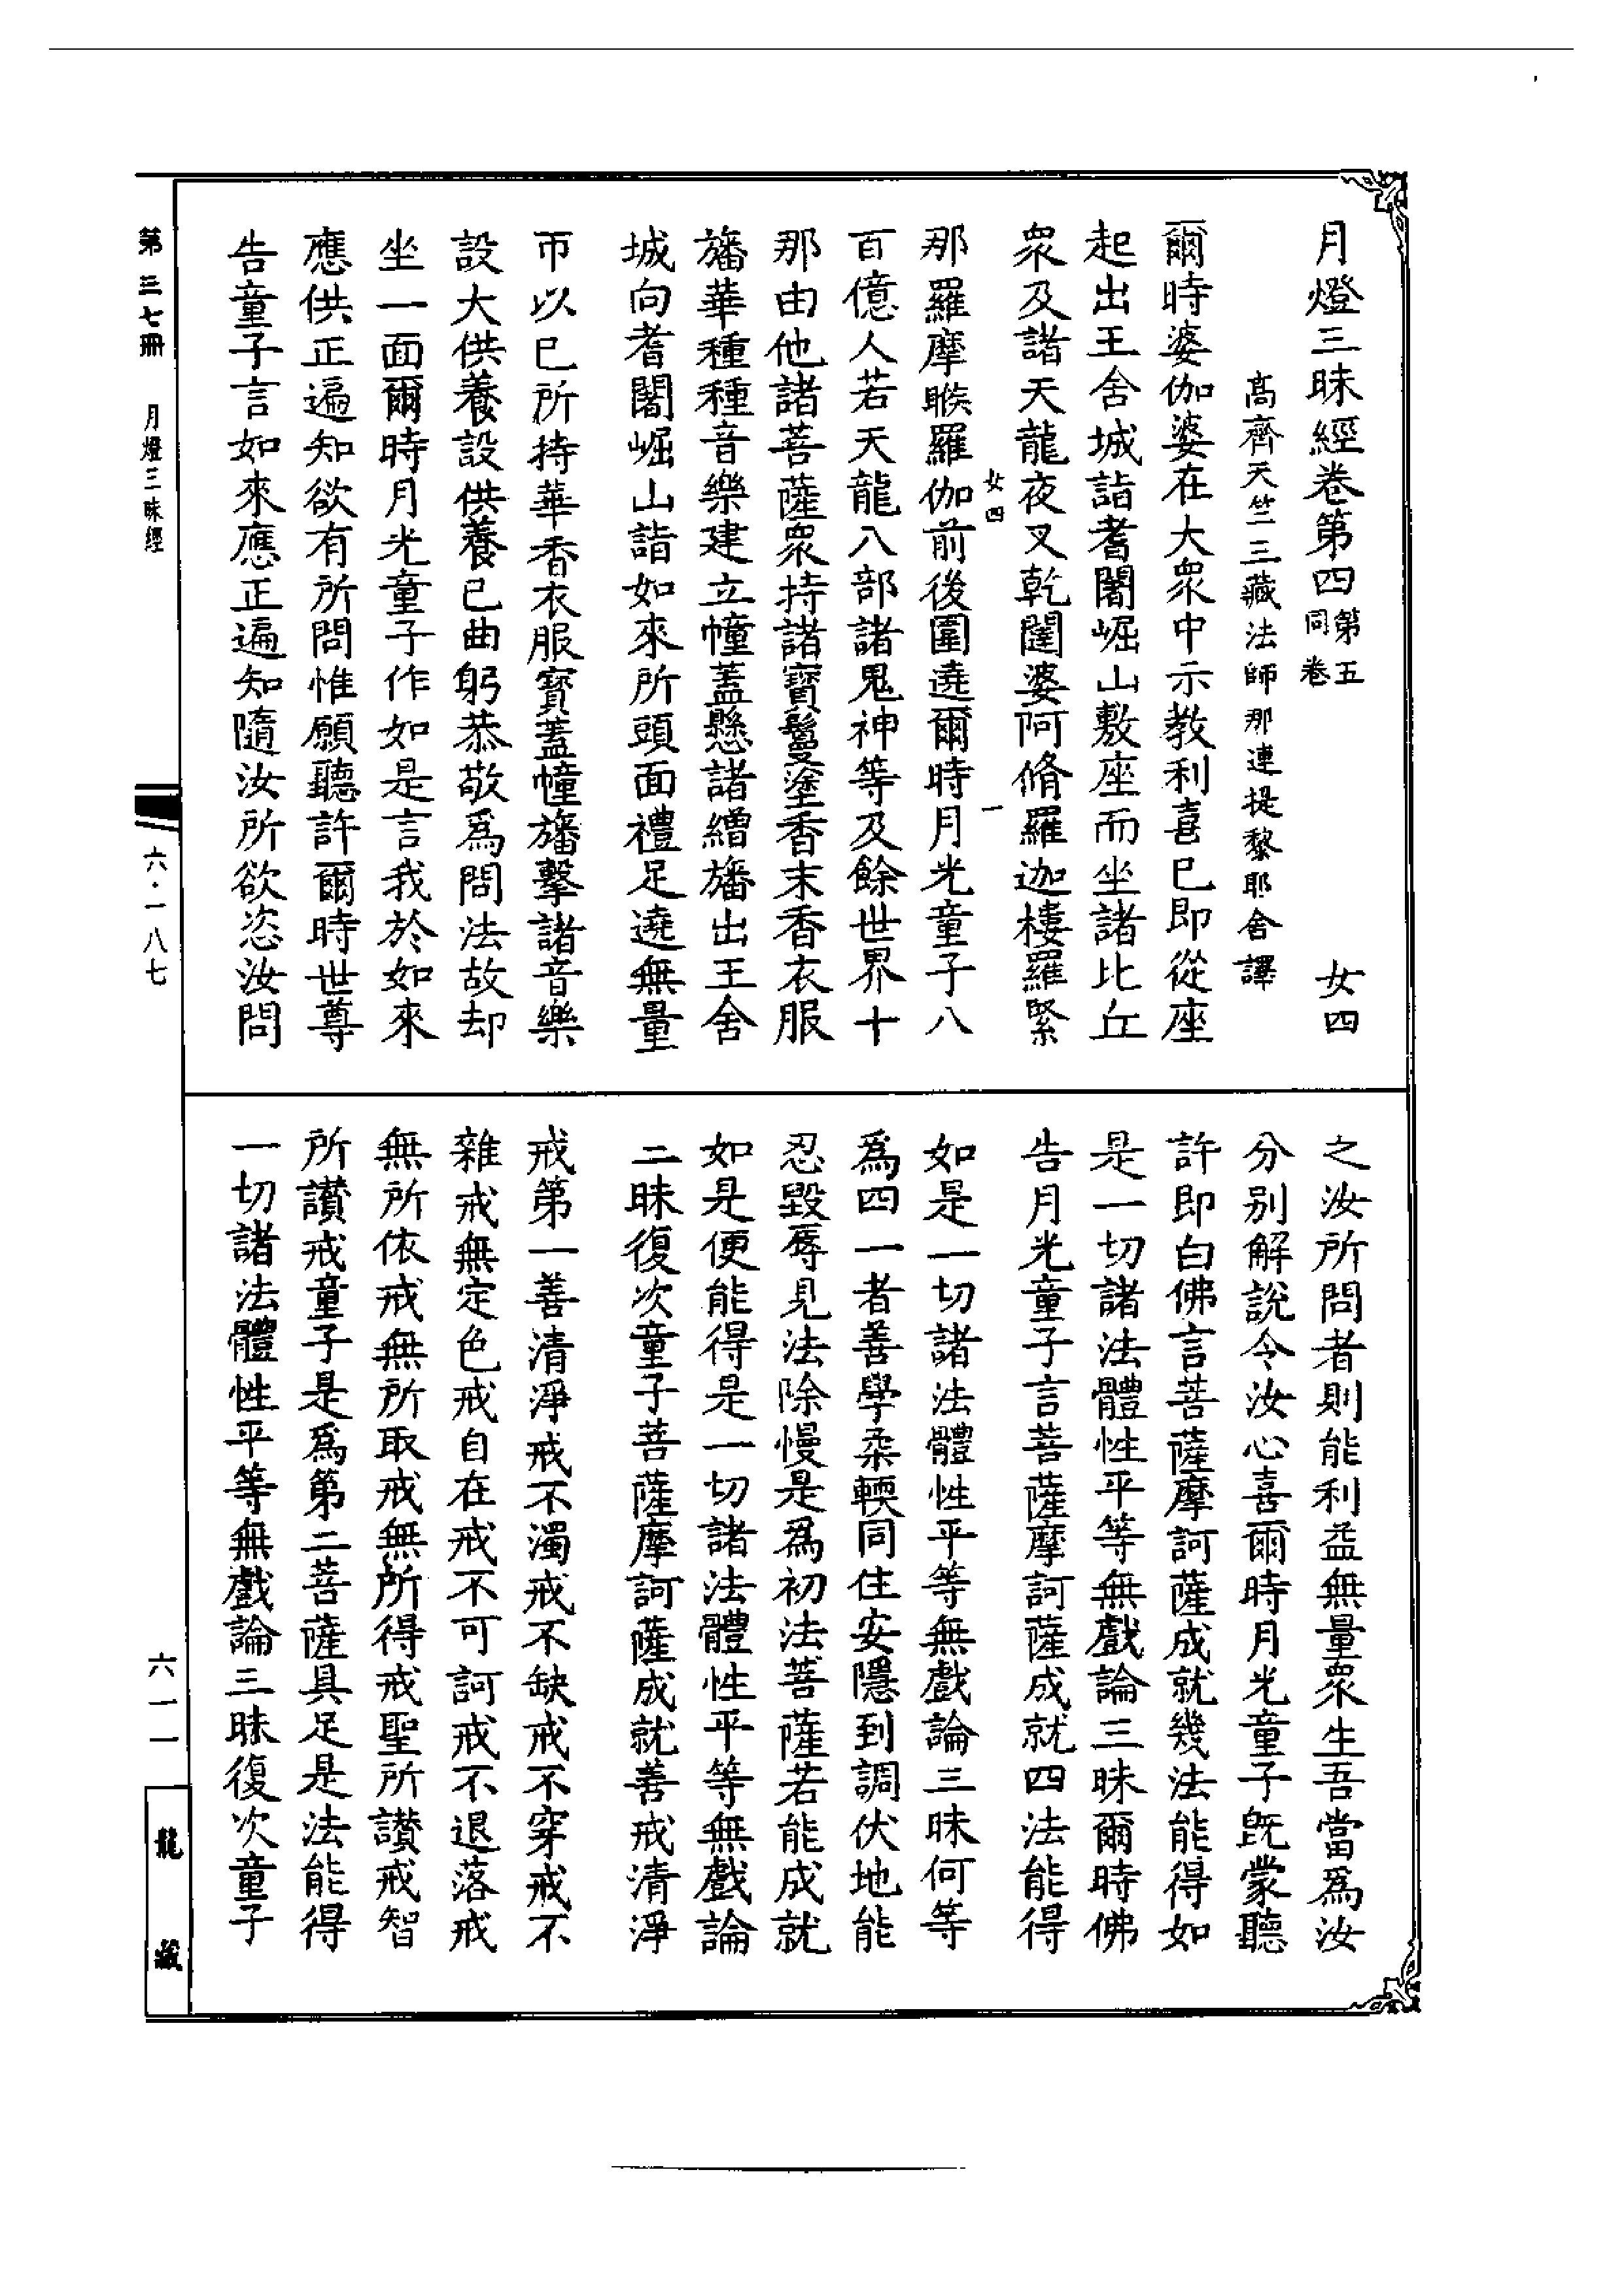 月燈三昧經卷第四 第五同卷 女四
高齊天竺三藏法師那連提黎耶舍譯
爾時婆伽婆在大衆中示教利喜已即從座
起出王舍城詣耆闍崛山敷座而坐諸比丘
衆及諸天龍夜叉乾闥婆阿脩羅迦樓羅緊
女四 一
那羅摩睺羅伽前後圍遶爾時月光童子八
百億人若天龍八部諸鬼神等及餘世界十
那由他諸菩薩衆持諸寶鬘塗香末香衣服
旛華種種音樂建立幢蓋懸諸繒旛出王舍
城向耆闍崛山詣如來所頭面禮足遶無量
帀以已所持華香衣服寶蓋幢旛擊諸音樂
設大供養設供養已曲躬恭敬爲問法故却
坐一面爾時月光童子作如是言我於如來
應供正遍知欲有所問惟願聽許爾時世尊
告童子言如來應正遍知隨汝所欲恣汝問
之汝所問者則能利益無量衆生吾當爲汝
分別解說令汝心喜爾時月光童子既蒙聽
許即白佛言菩薩摩訶薩成就幾法能得如
是一切諸法體性平等無戲論三昧爾時佛
告月光童子言菩薩摩訶薩成就四法能得
如是一切諸法體性平等無戲論三昧何等
爲四一者善學柔輭同住安隱到調伏地能
忍毀辱見法除慢是爲初法菩薩若能成就
如是便能得是一切諸法體性平等無戲論
三昧復次童子菩薩摩訶薩成就善戒清淨
戒第一善清淨戒不濁戒不缺戒不穿戒不
雜戒無定色戒自在戒不可訶戒不退落戒
無所依戒無所取戒無所得戒聖所讚戒智
所讚戒童子是爲第二菩薩具足是法能得
一切諸法體性平等無戲論三昧復次童子
第三七冊 月燈三昧經
六·一八七
六一一
龍藏